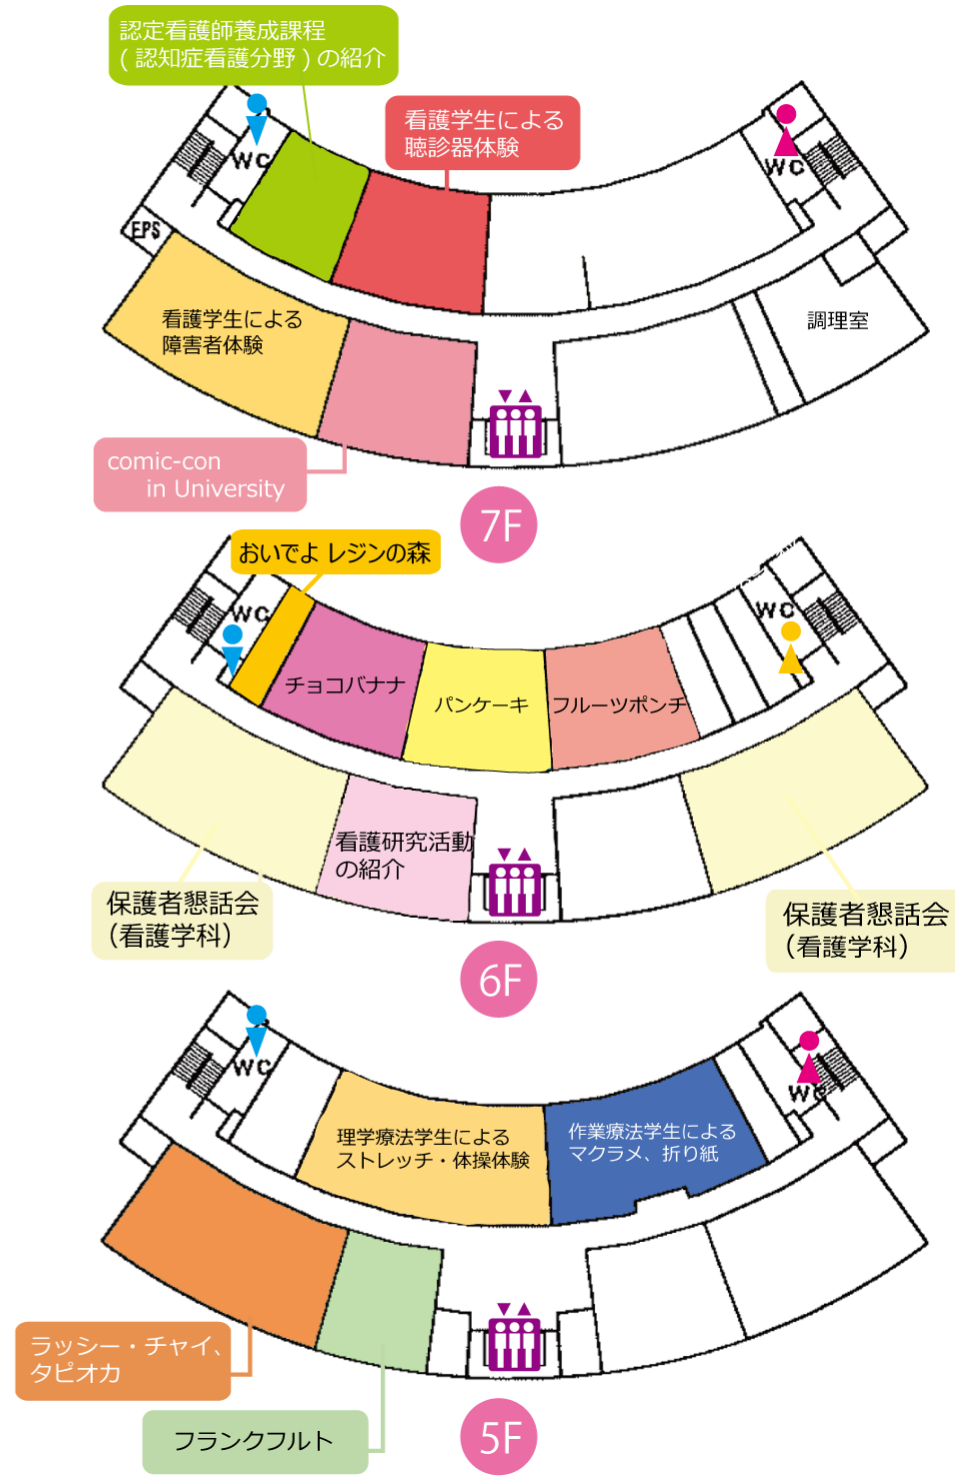 認定看護師養成課程
( 認知症看護分野 ) の紹介
看護学生による
聴診器体験
WC
WC
EPS
看護学生による
障害者体験
調理室
comic-con
in University
7F
おいでよ レジンの森
WC
WC
チョコバナナ
パンケーキ
フルーツポンチ
看護研究活動
の紹介
保護者懇話会
(看護学科)
保護者懇話会
(看護学科)
6F
WC
WC
理学療法学生による
ストレッチ・体操体験
作業療法学生による
マクラメ、折り紙
ラッシー・チャイ、
タピオカ
フランクフルト
5F